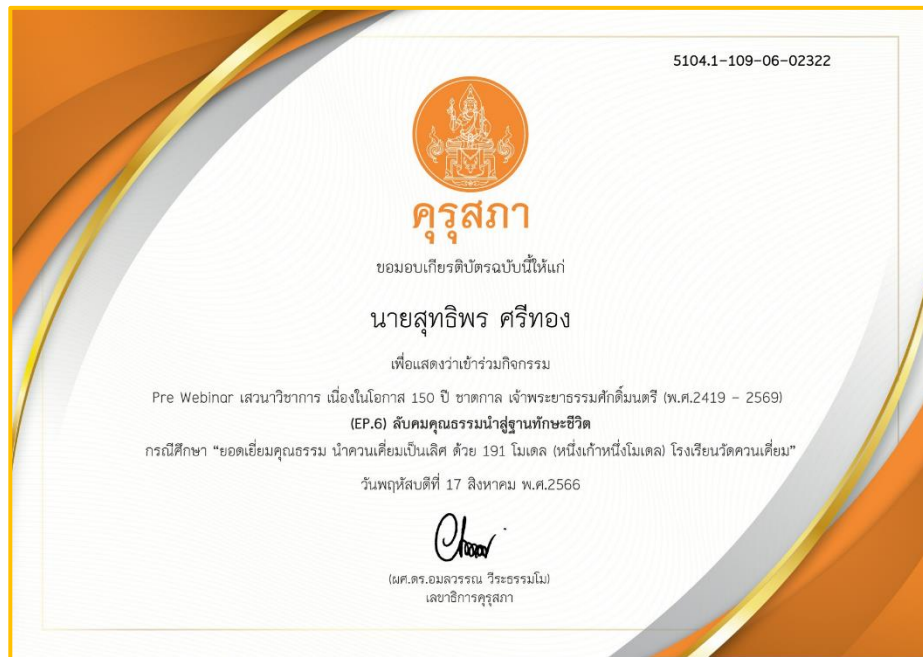 5104.1-109-06-02322
คุรุสภา
ขอมอบเกียรติบัตรฉบับนี้ให้แก่
นายสุทธิพร ศรีทอง
เพื่อแสดงว่าเข้าร่วมกิจกรรม
Pre Webinar เสวนาวิชาการ เนื่องในโอกาส 150 ปี ชาตกาล เจ้าพระยาธรรมศักดิ์มนตรี (พ.ศ.2419 - 2569)
(EP.6) ลับคมคุณธรรมนำสู่ฐานทักษะชีวิต
กรณีศึกษา "ยอดเยี่ยมคุณธรรม นำควนเคี่ยมเป็นเลิศ ด้วย 191 โมเดล (หนึ่งเก้าหนึ่งโมเดล) โรงเรียนวัดควนเคี่ยม"
วันพฤหัสบดีที่ 17 สิงหาคม พ.ศ.2566
(ผศ.ดร.อมลวรรณ วีระธรรมโม)
เลขาธิการคุรุสภา